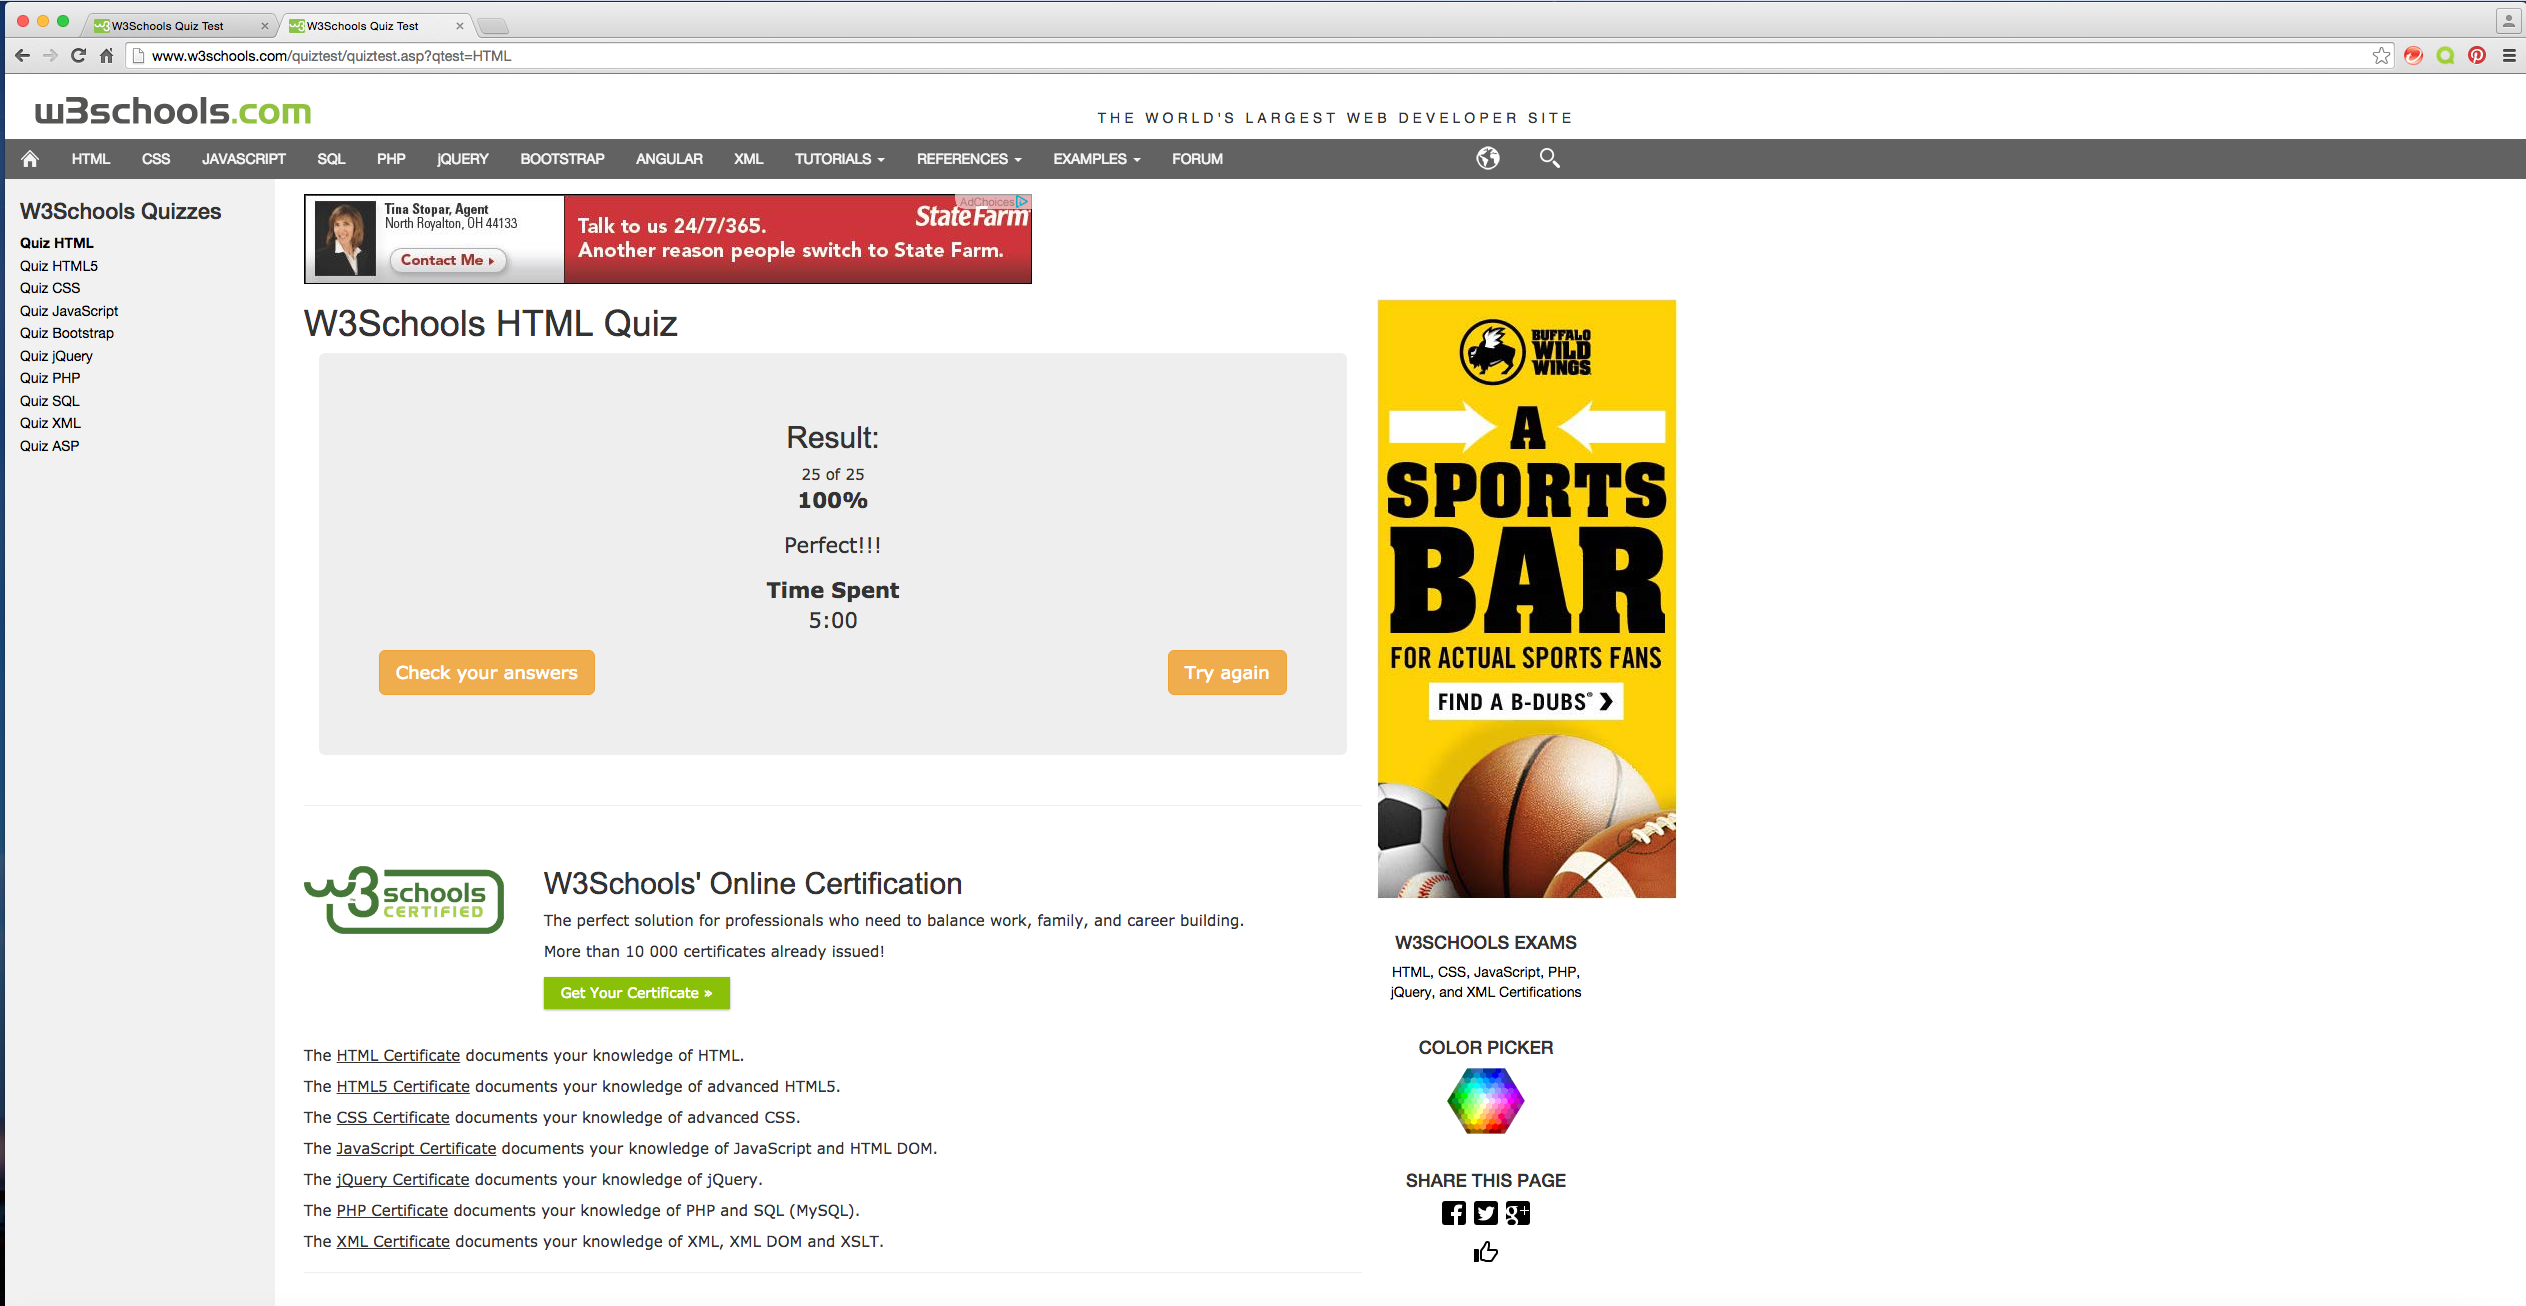 W3Schools Quiz Test
W3Schools Quiz Test
www.w3schools.com/quiztest/quiztest.asp?qtest=HTML
w3schools.com
THE WORLD'S LARGEST WEB DEVELOPER SITE
HTML CSS JAVASCRIPT SQL PHP jQUERY BOOTSTRAP ANGULAR XML TUTORIALS REFERENCES EXAMPLES FORUM
W3Schools Quizzes
Quiz HTML
Quiz HTML5
Quiz CSS
Quiz JavaScript
Quiz Bootstrap
Quiz jQuery
Quiz PHP
Quiz SQL
Quiz XML
Quiz ASP
Tina Stopar, Agent
North Royalton, OH 44133
Contact Me
Talk to us 24/7/365.
Another reason people switch to State Farm.
AdChoices
StateFarm
W3Schools HTML Quiz
Result:
25 of 25
100%
Perfect!!!
Time Spent
5:00
Check your answers
Try again
W3 schools
CERTIFIED
W3Schools' Online Certification
The perfect solution for professionals who need to balance work, family, and career building.
More than 10 000 certificates already issued!
Get Your Certificate »
The HTML Certificate documents your knowledge of HTML.
The HTML5 Certificate documents your knowledge of advanced HTML5.
The CSS Certificate documents your knowledge of advanced CSS.
The JavaScript Certificate documents your knowledge of JavaScript and HTML DOM.
The jQuery Certificate documents your knowledge of jQuery.
The PHP Certificate documents your knowledge of PHP and SQL (MySQL).
The XML Certificate documents your knowledge of XML, XML DOM and XSLT.
BUFFALO
WILD
WINGS
A
SPORTS
BAR
FOR ACTUAL SPORTS FANS
FIND A B-DUBS®
W3SCHOOLS EXAMS
HTML, CSS, JavaScript, PHP,
jQuery, and XML Certifications
COLOR PICKER
SHARE THIS PAGE